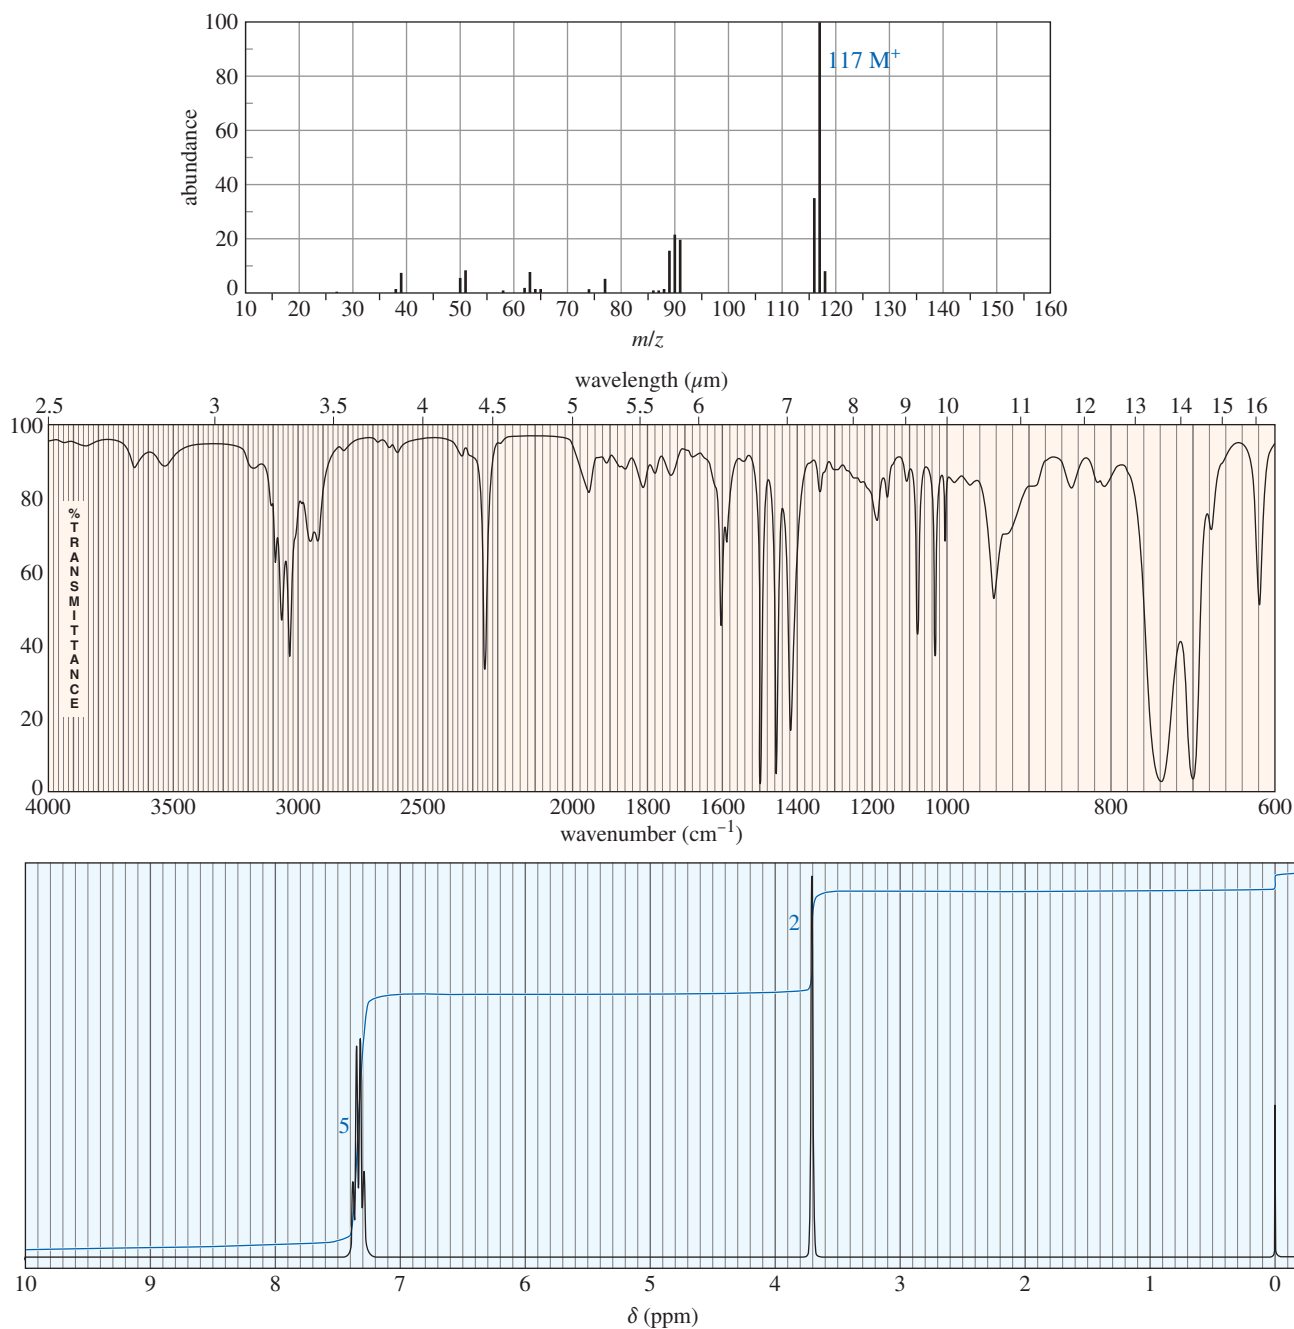 100
80
60
40
20
0
abundance
117 M⁺
10 20 30 40 50 60 70 80 90 100 110 120 130 140 150 160
m/z
wavelength (μm)
2.5 3 3.5 4 4.5 5 5.5 6 7 8 9 10 11 12 13 14 15 16
100
80
60
40
20
0
%
T
R
A
N
S
M
I
T
T
A
N
C
E
4000 3500 3000 2500 2000 1800 1600 1400 1200 1000 800 600
wavenumber (cm⁻¹)
2
5
10 9 8 7 6 5 4 3 2 1 0
δ (ppm)